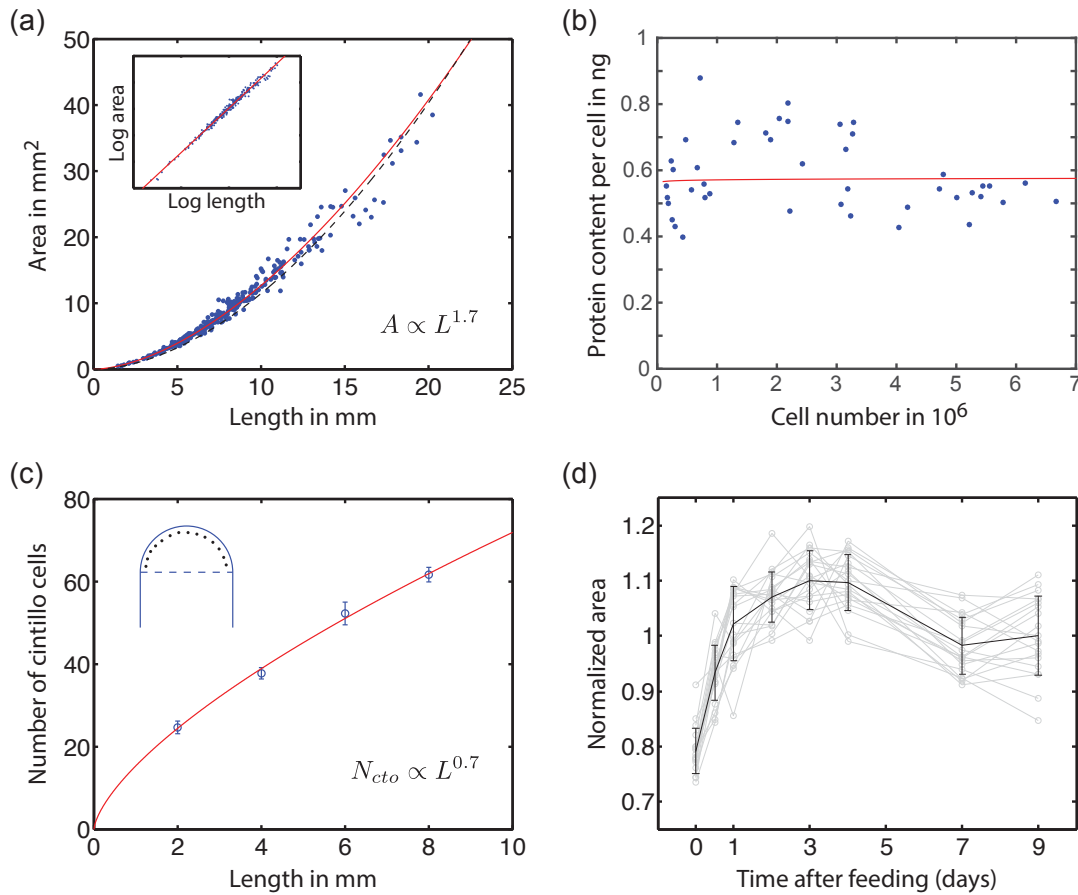 (a)
50
40
30
20
10
0
Area in mm²
Log area
Log length
A ∝ L^1.7
0 5 10 15 20 25
Length in mm
(b)
1
0.8
0.6
0.4
0.2
0
Protein content per cell in ng
0 1 2 3 4 5 6 7
Cell number in 10⁶
(c)
80
60
40
20
0
Number of cintillo cells
N_cto ∝ L^0.7
0 2 4 6 8 10
Length in mm
(d)
1.2
1.1
1
0.9
0.8
0.7
Normalized area
0 1 3 5 7 9
Time after feeding (days)